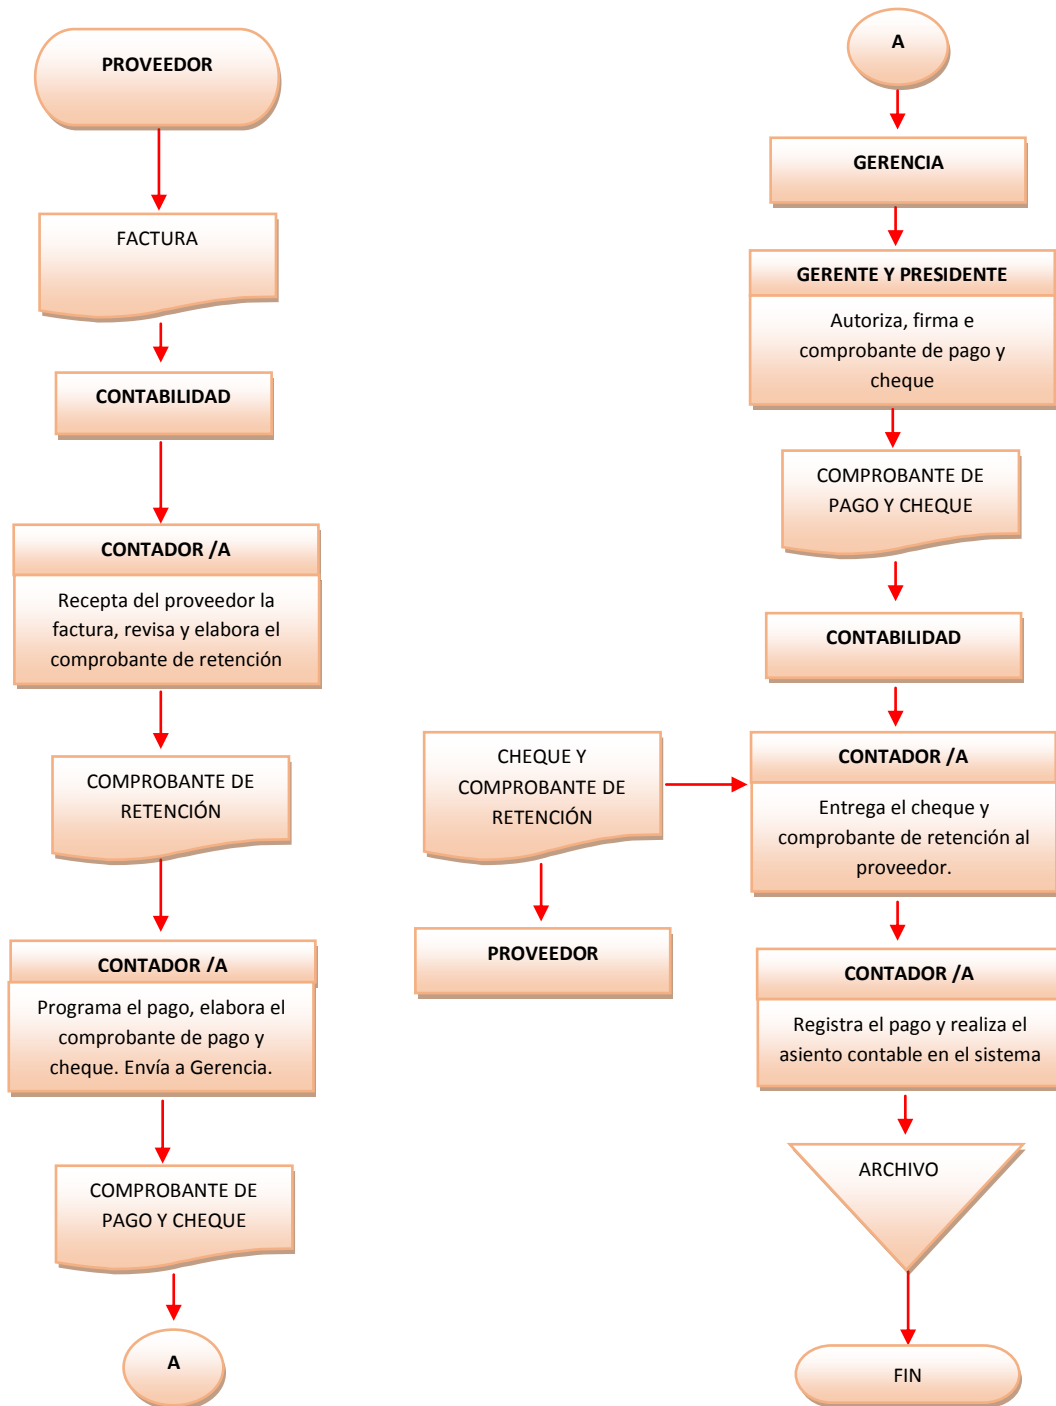 PROVEEDOR
FACTURA
CONTABILIDAD
CONTADOR /A
Recepta del proveedor la
factura, revisa y elabora el
comprobante de retención
COMPROBANTE DE
RETENCIÓN
CONTADOR /A
Programa el pago, elabora el
comprobante de pago y
cheque. Envía a Gerencia.
COMPROBANTE DE
PAGO Y CHEQUE
A
A
GERENCIA
GERENTE Y PRESIDENTE
Autoriza, firma e
comprobante de pago y
cheque
COMPROBANTE DE
PAGO Y CHEQUE
CONTABILIDAD
CONTADOR /A
Entrega el cheque y
comprobante de retención al
proveedor.
CHEQUE Y
COMPROBANTE DE
RETENCIÓN
PROVEEDOR
CONTADOR /A
Registra el pago y realiza el
asiento contable en el sistema
ARCHIVO
FIN